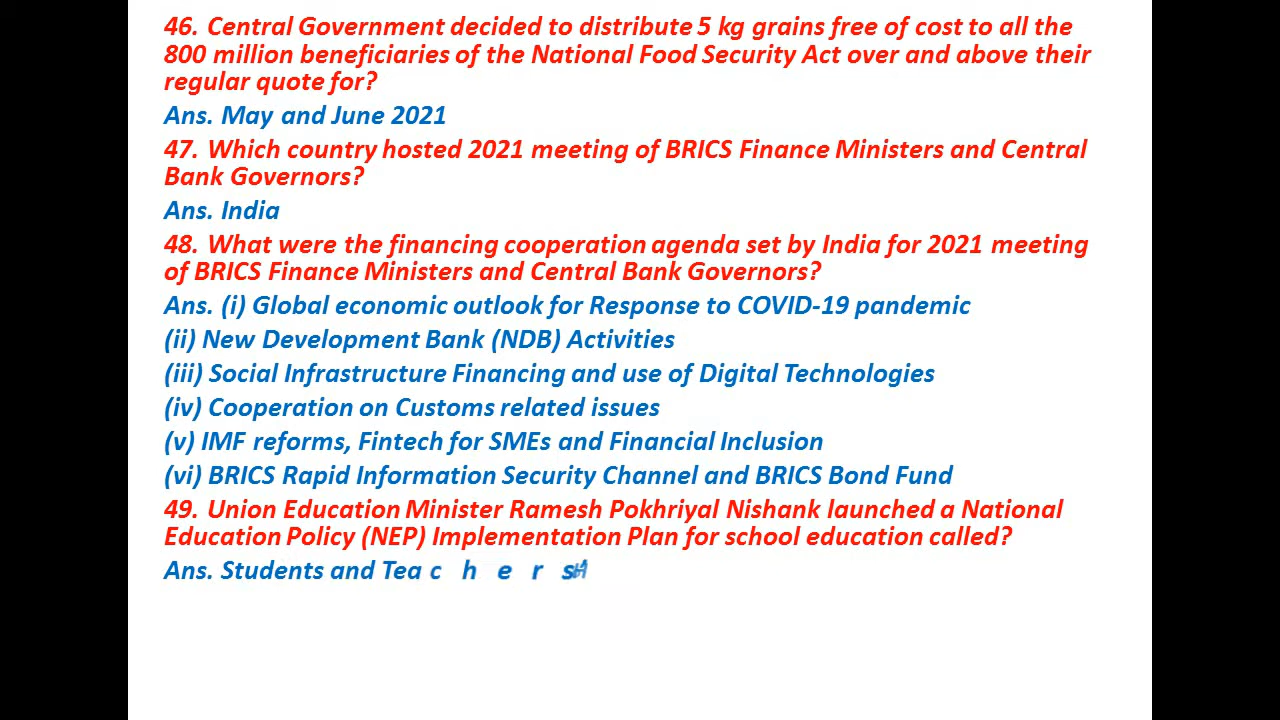 46. Central Government decided to distribute 5 kg grains free of cost to all the
800 million beneficiaries of the National Food Security Act over and above their
regular quote for?
Ans. May and June 2021
47. Which country hosted 2021 meeting of BRICS Finance Ministers and Central
Bank Governors?
Ans. India
48. What were the financing cooperation agenda set by India for 2021 meeting
of BRICS Finance Ministers and Central Bank Governors?
Ans. (i) Global economic outlook for Response to COVID-19 pandemic
(ii) New Development Bank (NDB) Activities
(iii) Social Infrastructure Financing and use of Digital Technologies
(iv) Cooperation on Customs related issues
(v) IMF reforms, Fintech for SMEs and Financial Inclusion
(vi) BRICS Rapid Information Security Channel and BRICS Bond Fund
49. Union Education Minister Ramesh Pokhriyal Nishank launched a National
Education Policy (NEP) Implementation Plan for school education called?
Ans. Students and Teachers